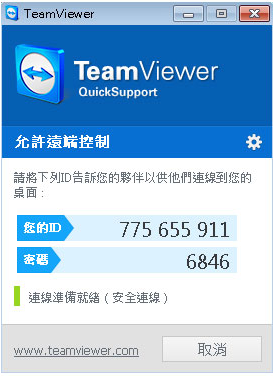 TeamViewer
TeamViewer
QuickSupport
允許遠端控制
請將下列ID告訴您的夥伴以供他們連線到您的
桌面：
您的ID 775 655 911
密碼 6846
連線準備就緒（安全連線）
www.teamviewer.com 取消